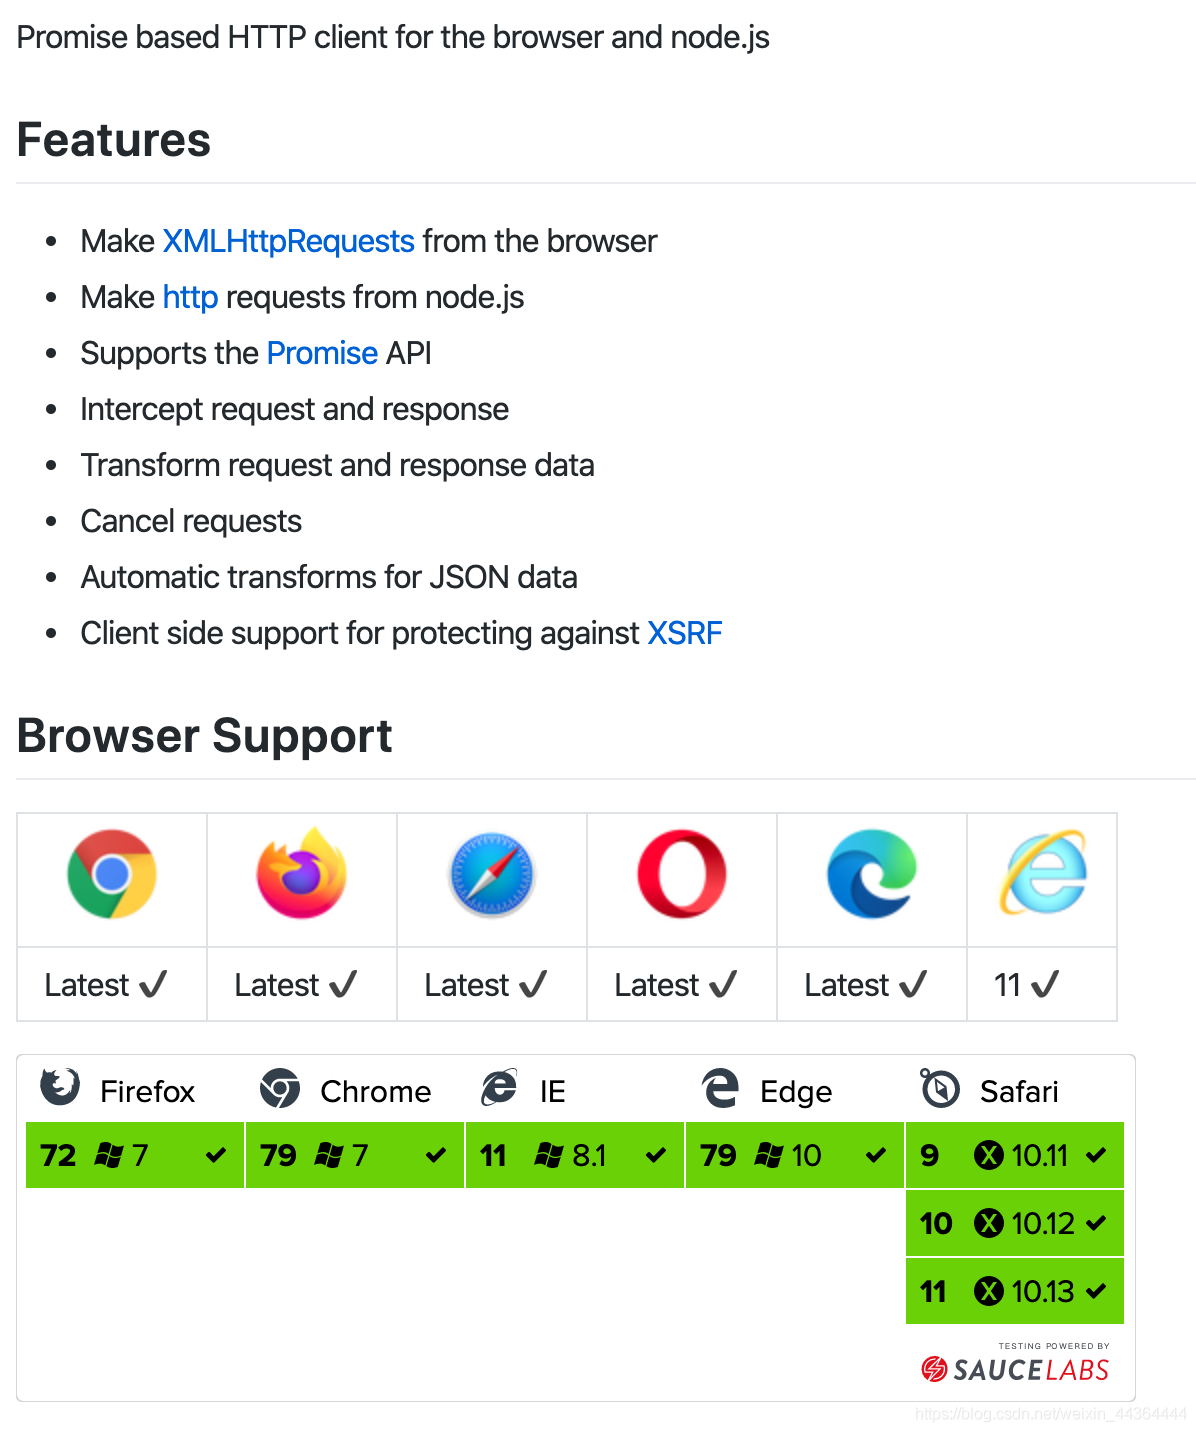 Promise based HTTP client for the browser and node.js
Features
• Make XMLHttpRequests from the browser
• Make http requests from node.js
• Supports the Promise API
• Intercept request and response
• Transform request and response data
• Cancel requests
• Automatic transforms for JSON data
• Client side support for protecting against XSRF
Browser Support
Latest ✔ Latest ✔ Latest ✔ Latest ✔ Latest ✔ 11 ✔
Firefox Chrome IE Edge Safari
72 7 ✔ 79 7 ✔ 11 8.1 ✔ 79 10 ✔ 9 X 10.11 ✔
10 X 10.12 ✔
11 X 10.13 ✔
TESTING POWERED BY
SAUCELABS
https://blog.csdn.net/weixin_44364444